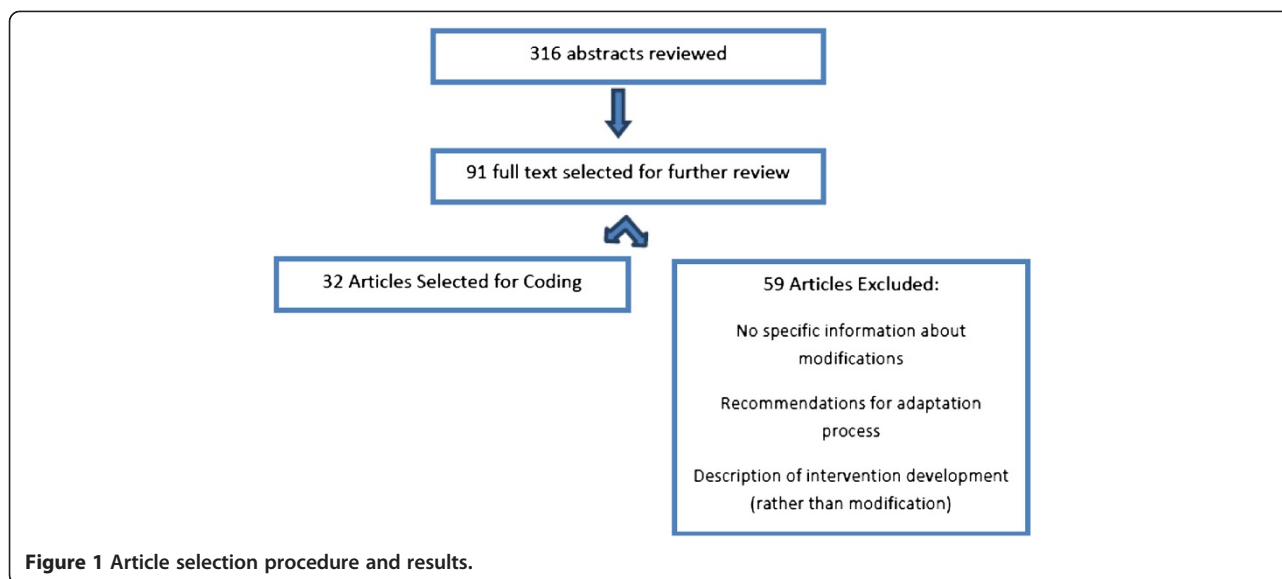 316 abstracts reviewed
91 full text selected for further review
32 Articles Selected for Coding
59 Articles Excluded:
No specific information about
modifications
Recommendations for adaptation
process
Description of intervention development
(rather than modification)
Figure 1 Article selection procedure and results.